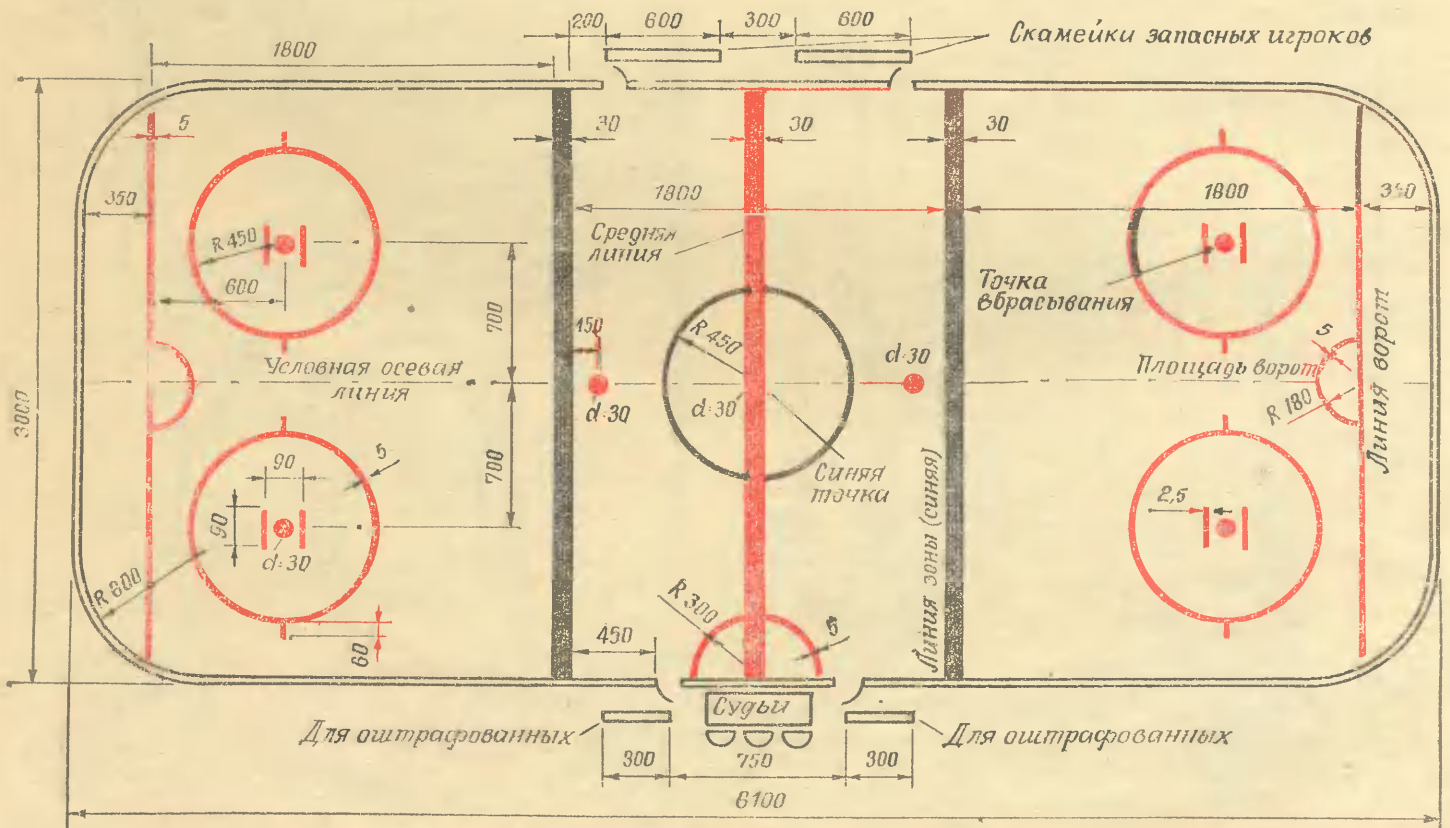 200
600
300
600
Скамейки запасных игроков
1800
5
30
30
30
350
1800
1800
350
R 450
Средняя
линия
Точка
вбрасывания
600
700
3000
150
R 450
d=30
5
Условная осевая
линия
Площадь ворот
Линия ворот
d=30
d=30
R 180
90
5
700
Синяя
точка
Линия зоны (синяя)
2,5
90
d=30
R 800
R 300
5
60
450
Судьи
Для оштрафованных
Для оштрафованных
300
750
300
6100